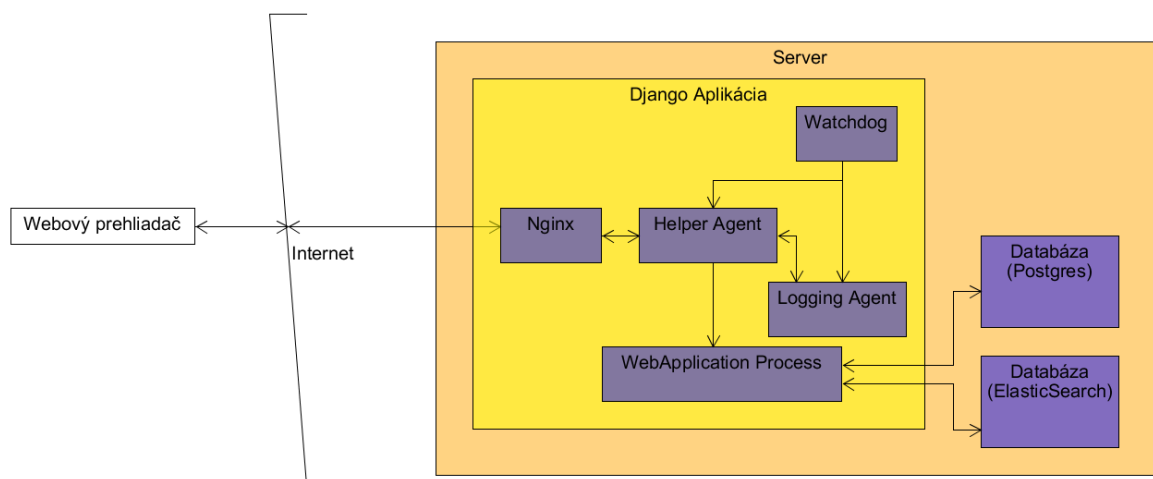 Server
Django Aplikácia
Watchdog
Webový prehliadač
Internet
Nginx
Helper Agent
Logging Agent
WebApplication Process
Databáza
(Postgres)
Databáza
(ElasticSearch)